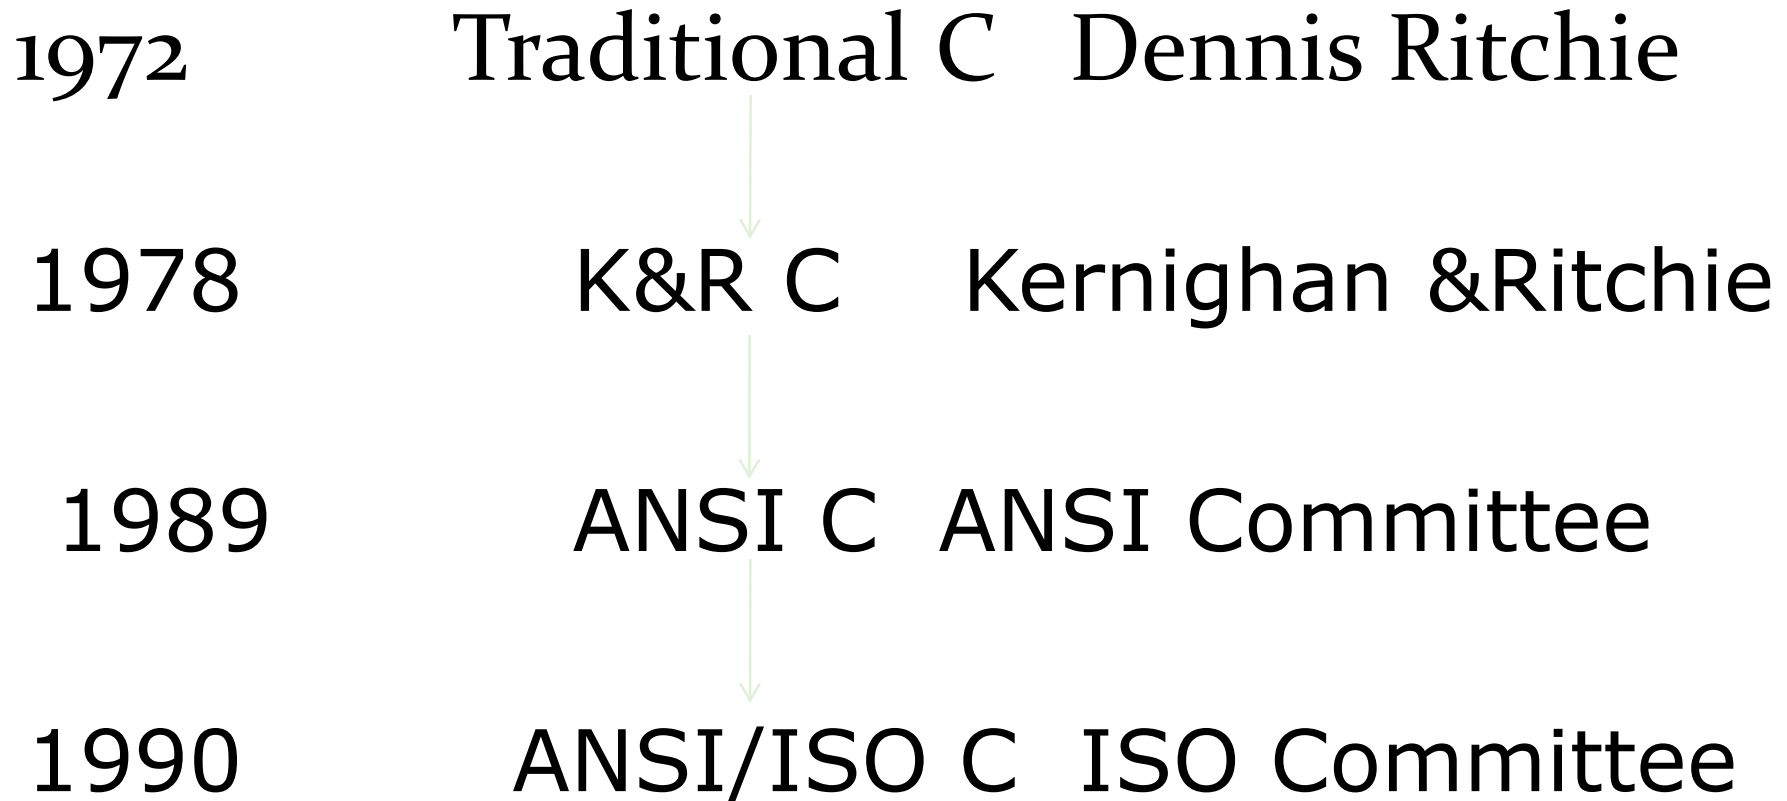 1972 Traditional C Dennis Ritchie
1978 K&R C Kernighan &Ritchie
1989 ANSI C ANSI Committee
1990 ANSI/ISO C ISO Committee